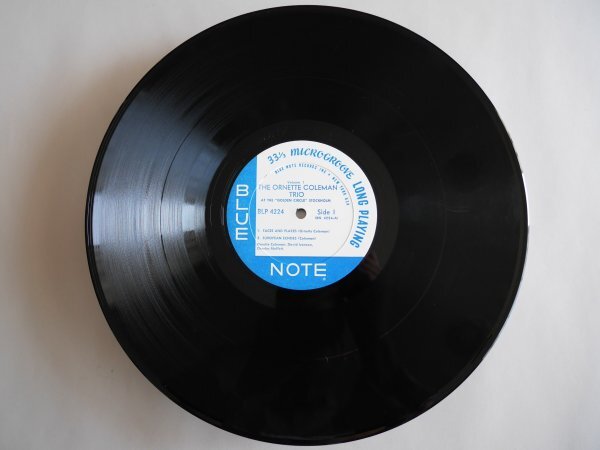 33⅓ MICROGROOVE LONG PLAYING
BLUE NOTE RECORDS INC • NEW YORK USA
Volume 1
THE ORNETTE COLEMAN
TRIO
AT THE "GOLDEN CIRCLE" STOCKHOLM
BLP 4224
Side 1
1. FACES AND PLACES (Ornette Coleman)
2. EUROPEAN ECHOES (Coleman)
Ornette Coleman, David Izenzon,
Charles Moffett
BLUE
NOTE